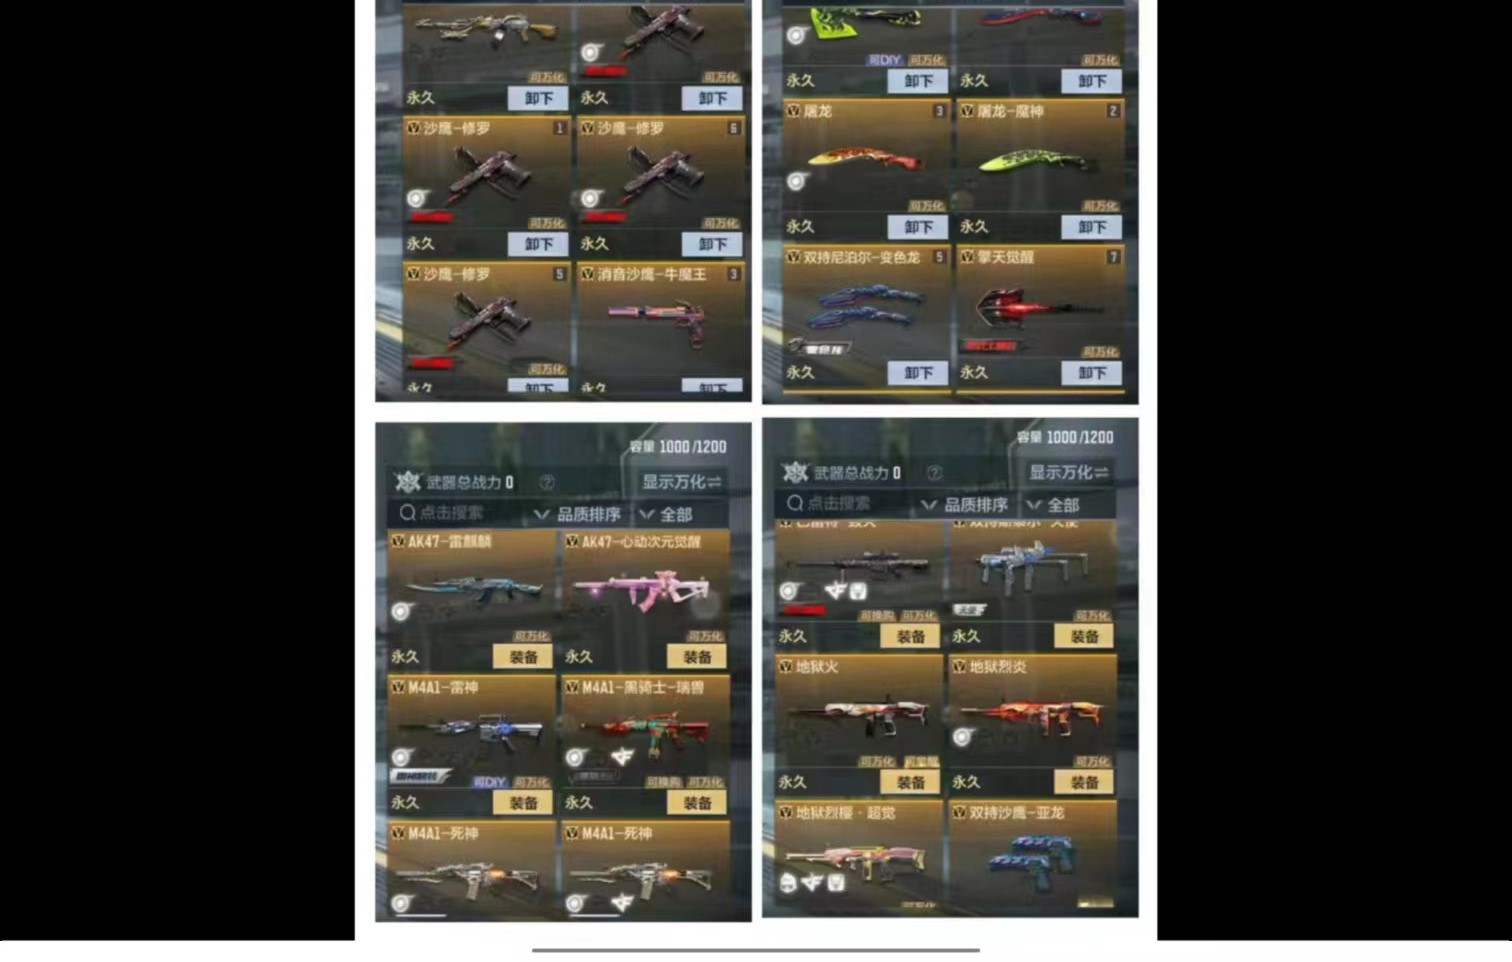 可万化
可万化
永久 卸下 永久 卸下
沙鹰-修罗 1 沙鹰-修罗 6
可万化 可万化
永久 卸下 永久 卸下
沙鹰-修罗 5 消音沙鹰-牛魔王 3
可万化
永久 卸下 永久 卸下
可DIY 可万化 可万化
永久 卸下 永久 卸下
屠龙 3 屠龙-魔神 2
可万化 可万化
永久 卸下 永久 卸下
双持尼泊尔-变色龙 5 擎天觉醒 7
变色龙
可万化
永久 卸下 永久 卸下
容量 1000/1200
武器总战力 0 ? 显示万化
点击搜索 品质排序 全部
AK47-雷麒麟 AK47-心动次元觉醒
可万化 可万化
永久 装备 永久 装备
M4A1-雷神 M4A1-黑骑士-瑞兽
可DIY 可万化 可换购 可万化
永久 装备 永久 装备
M4A1-死神 M4A1-死神
容量 1000/1200
武器总战力 0 ? 显示万化
点击搜索 品质排序 全部
天使
可换购 可万化 可万化
永久 装备 永久 装备
地狱火 地狱烈炎
可万化 可觉醒
永久 装备 永久 装备
地狱烈樱·超觉 双持沙鹰-亚龙
可万化